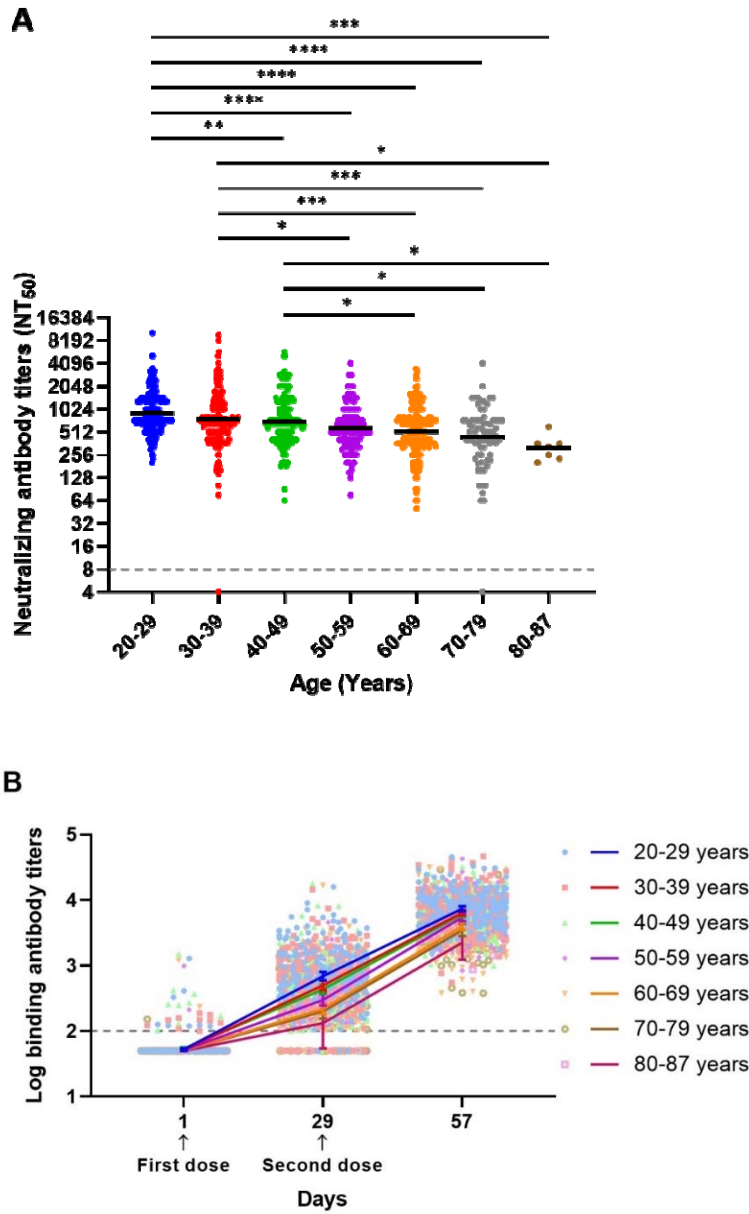 A
***
****
****
****
**
*
***
***
*
*
*
*
Neutralizing antibody titers (NT50)
16384
8192
4096
2048
1024
512
256
128
64
32
16
8
4
20-29
30-39
40-49
50-59
60-69
70-79
80-87
Age (Years)
B
Log binding antibody titers
5
4
3
2
1
1
29
57
↑
↑
First dose
Second dose
Days
20-29 years
30-39 years
40-49 years
50-59 years
60-69 years
70-79 years
80-87 years